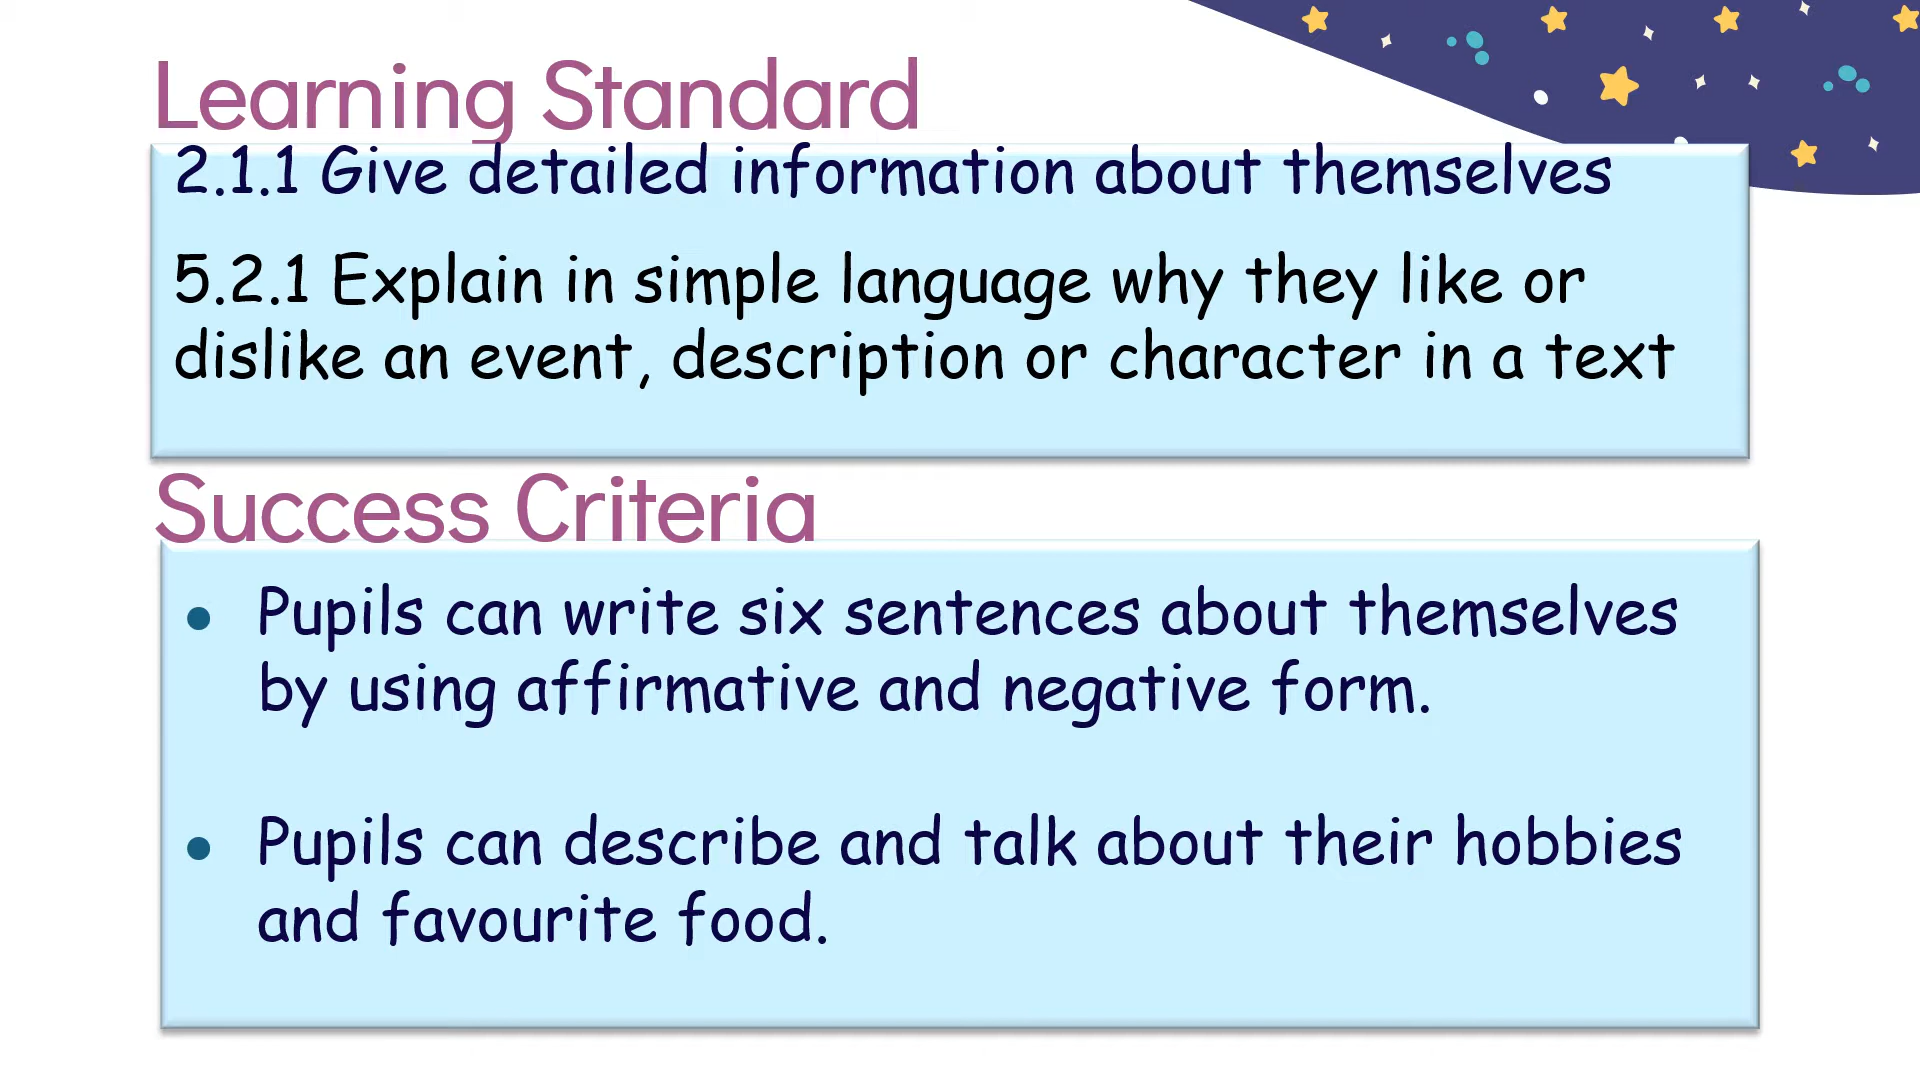 Learning Standard
2.1.1 Give detailed information about themselves
5.2.1 Explain in simple language why they like or
dislike an event, description or character in a text
Success Criteria
• Pupils can write six sentences about themselves
by using affirmative and negative form.
• Pupils can describe and talk about their hobbies
and favourite food.